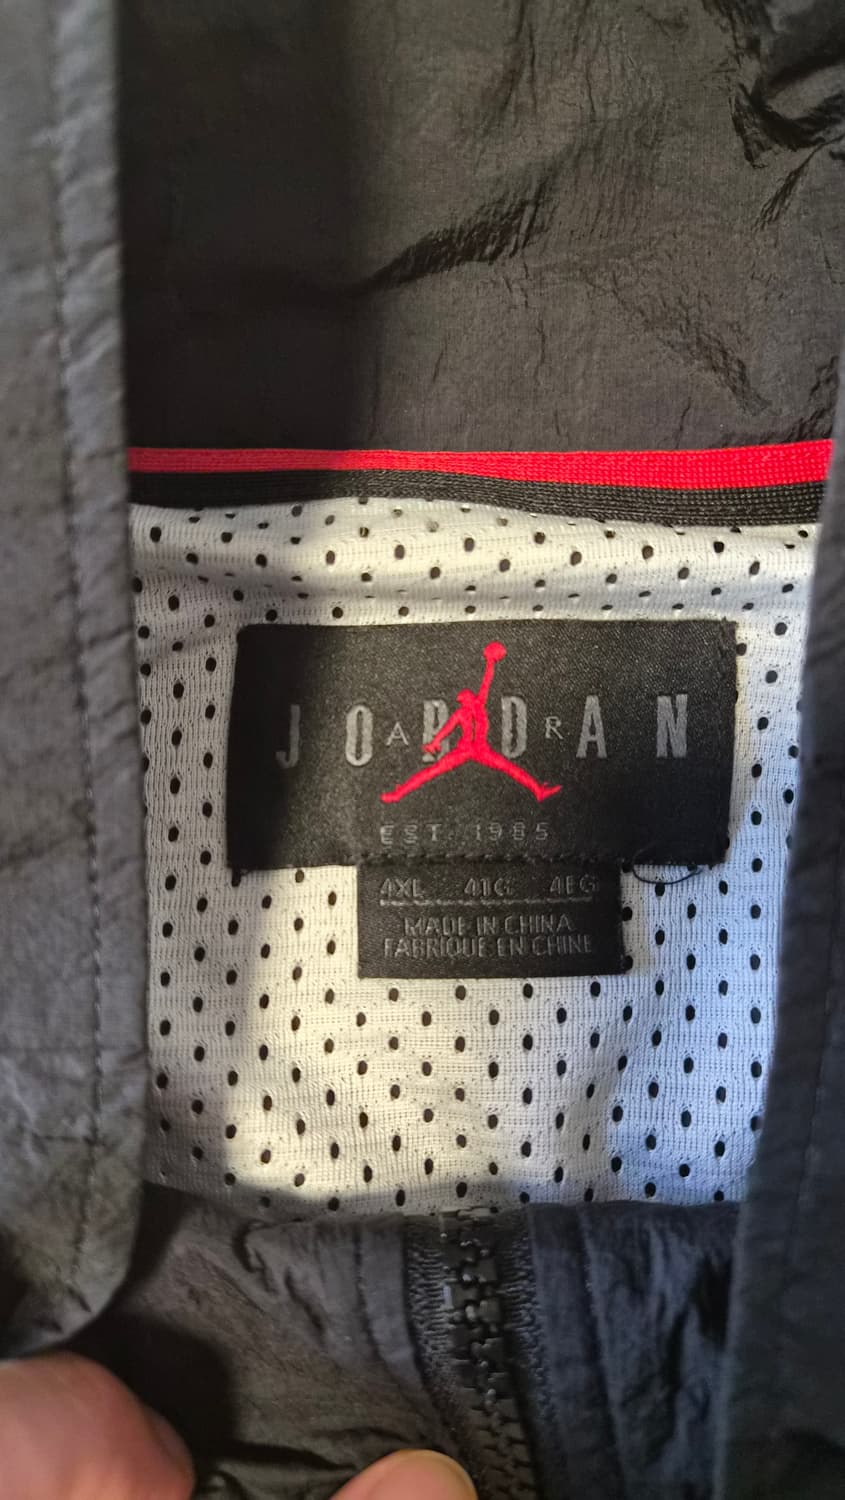 JORDAN
A R
EST. 1985
4XL 4TG 4EG
MADE IN CHINA
FABRIQUE EN CHINE